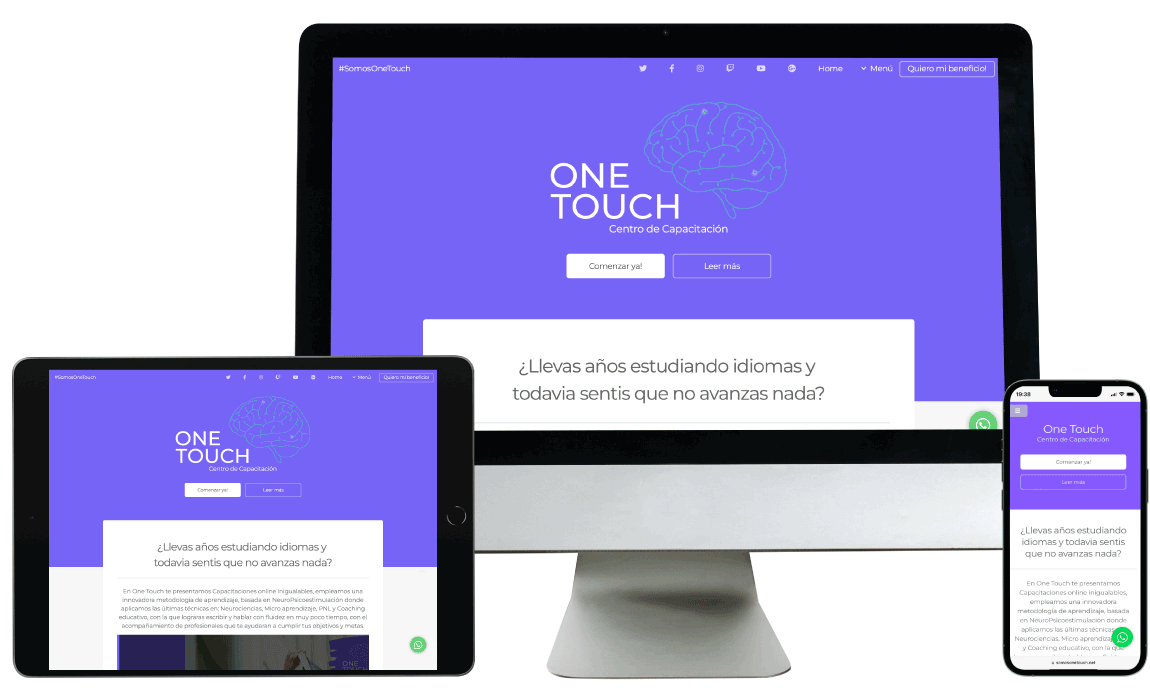 #SomosOneTouch
Home
Menú
Quiero mi beneficio!
ONE
TOUCH
Centro de Capacitación
Comenzar ya!
Leer más
¿Llevas años estudiando idiomas y
todavia sentis que no avanzas nada?
#SomosOneTouch
Home
Menú
Quiero mi beneficio!
ONE
TOUCH
Centro de Capacitación
Comenzar ya!
Leer más
¿Llevas años estudiando idiomas y
todavia sentis que no avanzas nada?
En One Touch te presentamos Capacitaciones online inigualables, empleamos una
innovadora metodología de aprendizaje, basada en NeuroPsicoestimulación donde
aplicamos las últimas técnicas en: Neurociencias, Micro aprendizaje, PNL y Coaching
educativo, con la que lograras escribir y hablar con fluidez en muy poco tiempo, con el
acompañamiento de profesionales que te ayudaran a cumplir tus objetivos y metas.
ONE
19:38
One Touch
Centro de Capacitación
Comenzar ya!
Leer más
¿Llevas años estudiando
idiomas y todavia sentis
que no avanzas nada?
En One Touch te presentamos
Capacitaciones online inigualables,
empleamos una innovadora
metodología de aprendizaje, basada
en NeuroPsicoestimulación donde
aplicamos las últimas técnicas
Neurociencias, Micro aprendizaj
y Coaching educativo, con la que
somosonetouch.net